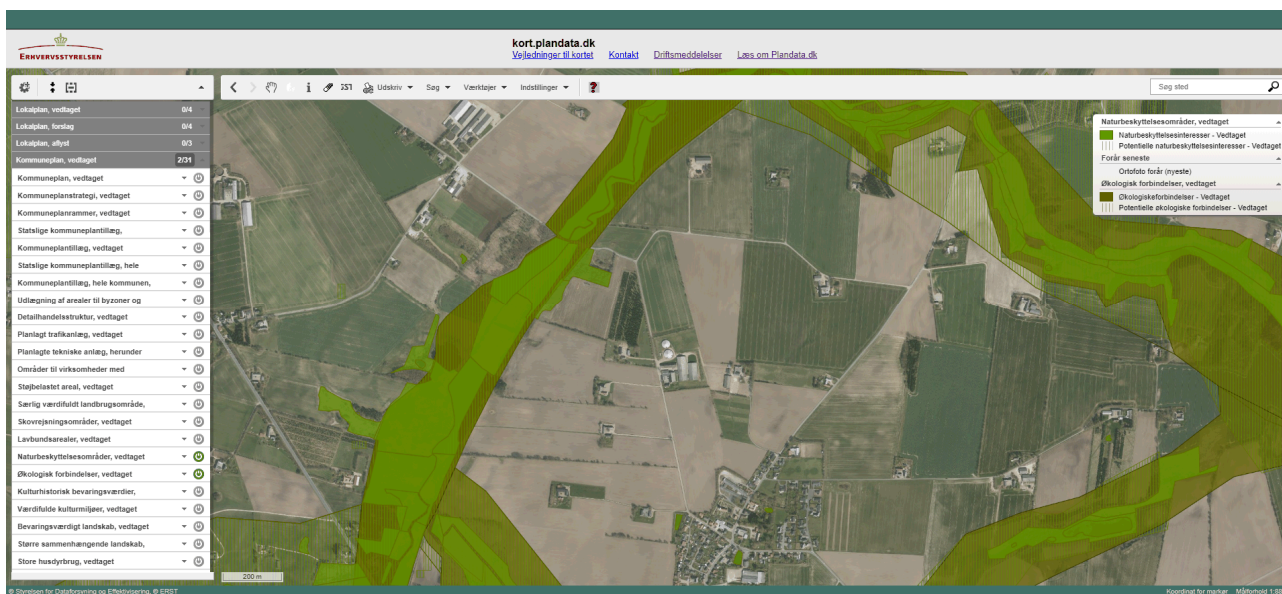 ERHVERVSSTYRELSEN
kort.plandata.dk
Vejledninger til kortet Kontakt Driftsmeddelelser Læs om Plandata.dk
Udskriv Søg Værktøjer Indstillinger ?
Søg sted
Lokalplan, vedtaget 0/4
Lokalplan, forslag 0/4
Lokalplan, aflyst 0/3
Kommuneplan, vedtaget 2/31
Kommuneplan, vedtaget
Kommuneplanstrategi, vedtaget
Kommuneplanrammer, vedtaget
Statslige kommuneplantillæg,
Kommuneplantillæg, vedtaget
Statslige kommuneplantillæg, hele
Kommuneplantillæg, hele kommunen,
Udlægning af arealer til byzoner og
Detailhandelsstruktur, vedtaget
Planlagt trafikanlæg, vedtaget
Planlagte tekniske anlæg, herunder
Områder til virksomheder med
Støjbelastet areal, vedtaget
Særlig værdifuldt landbrugsområde,
Skovrejsningsområder, vedtaget
Lavbundsarealer, vedtaget
Naturbeskyttelsesområder, vedtaget
Økologisk forbindelser, vedtaget
Kulturhistorisk bevaringsværdier,
Værdifulde kulturmiljøer, vedtaget
Bevaringsværdigt landskab, vedtaget
Større sammenhængende landskab,
Store husdyrbrug, vedtaget
Naturbeskyttelsesområder, vedtaget
Naturbeskyttelsesinteresser - Vedtaget
Potentielle naturbeskyttelsesinteresser - Vedtaget
Forår seneste
Ortofoto forår (nyeste)
Økologisk forbindelser, vedtaget
Økologiskeforbindelser - Vedtaget
Potentielle økologiske forbindelser - Vedtaget
200 m
© Styrelsen for Dataforsyning og Effektivisering, © ERST
Koordinat for markør Målforhold